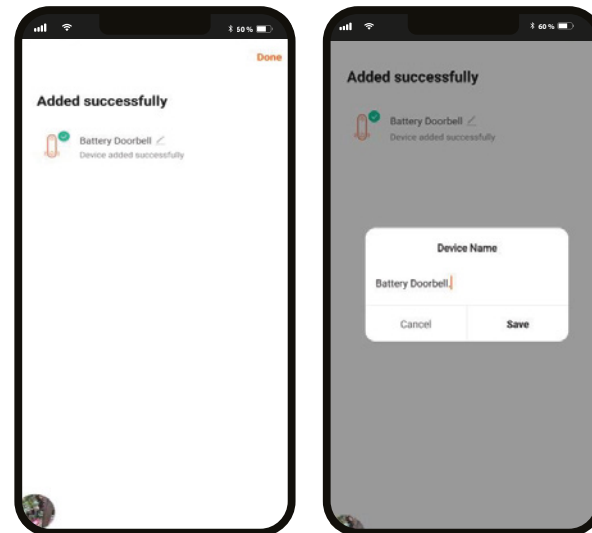 50 %
Done
Added successfully
Battery Doorbell
Device added successfully
60 %
Added successfully
Battery Doorbell
Device added successfully
Device Name
Battery Doorbell.
Cancel
Save